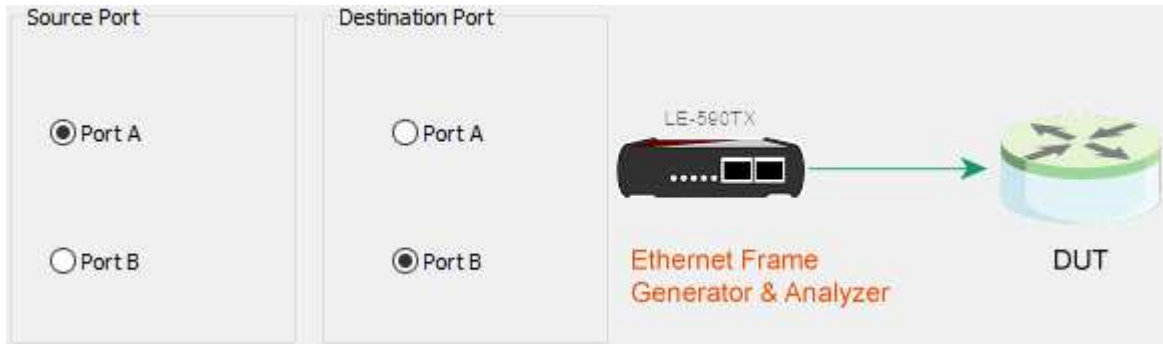 Source Port
Port A
Port B
Destination Port
Port A
Port B
LE-590TX
Ethernet Frame
Generator & Analyzer
DUT